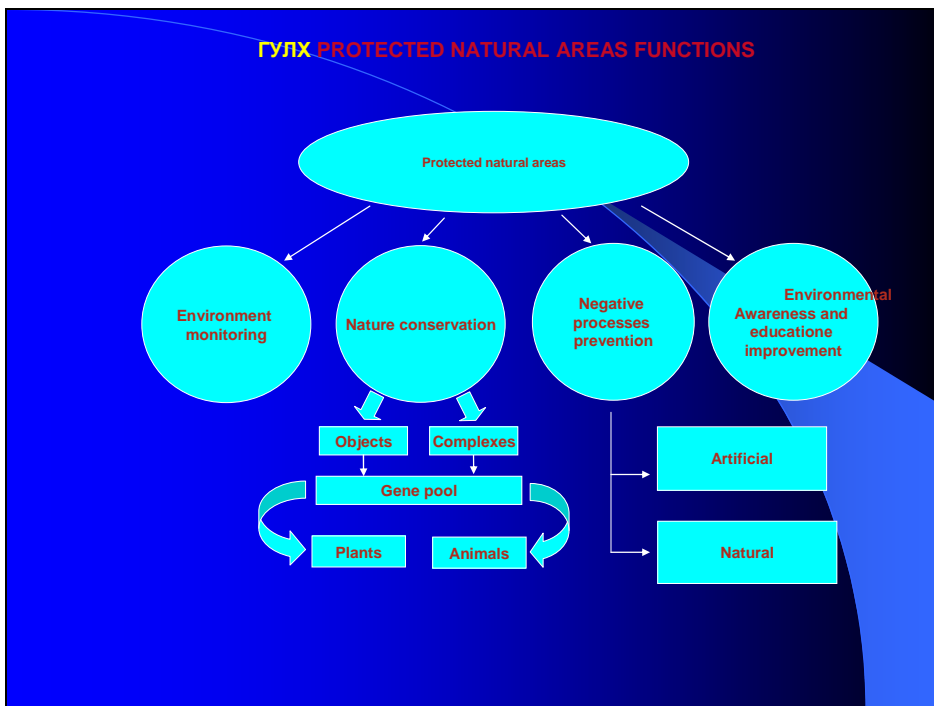 ГУЛХ PROTECTED NATURAL AREAS FUNCTIONS
Protected natural areas
Environment
monitoring
Nature conservation
Negative
processes
prevention
Environmental
Awareness and
educatione
improvement
Objects
Complexes
Gene pool
Plants
Animals
Artificial
Natural